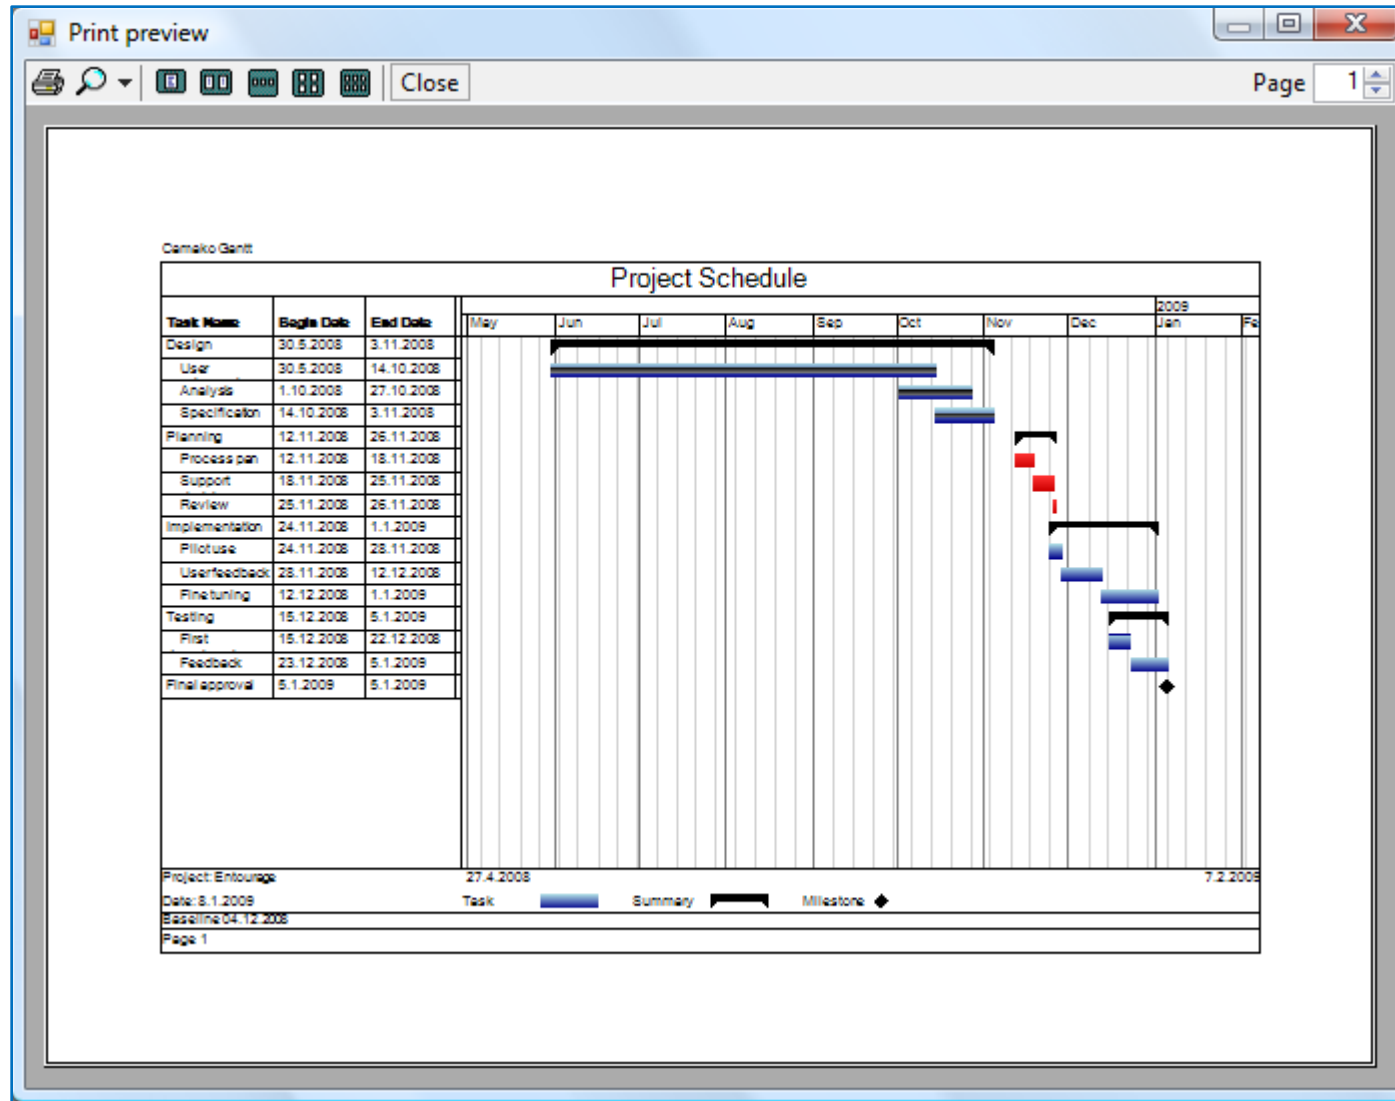 Print preview
Close Page 1
Cameko Gantt
Project Schedule
2009
Task Name Begin Date End Date May Jun Jul Aug Sep Oct Nov Dec Jan Fe
Design 30.5.2008 3.11.2008
User 30.5.2008 14.10.2008
Analysis 1.10.2008 27.10.2008
Specification 14.10.2008 3.11.2008
Planning 12.11.2008 26.11.2008
Process pan 12.11.2008 18.11.2008
Support 18.11.2008 25.11.2008
Review 25.11.2008 26.11.2008
Implementation 24.11.2008 1.1.2009
Pilot use 24.11.2008 28.11.2008
User feedback 28.11.2008 12.12.2008
Fine tuning 12.12.2008 1.1.2009
Testing 15.12.2008 5.1.2009
First 15.12.2008 22.12.2008
Feedback 23.12.2008 5.1.2009
Final approval 5.1.2009 5.1.2009
Project: Entourage 27.4.2008 7.2.2009
Date: 8.1.2009 Task Summary Milestone
Baseline 04.12.2008
Page 1